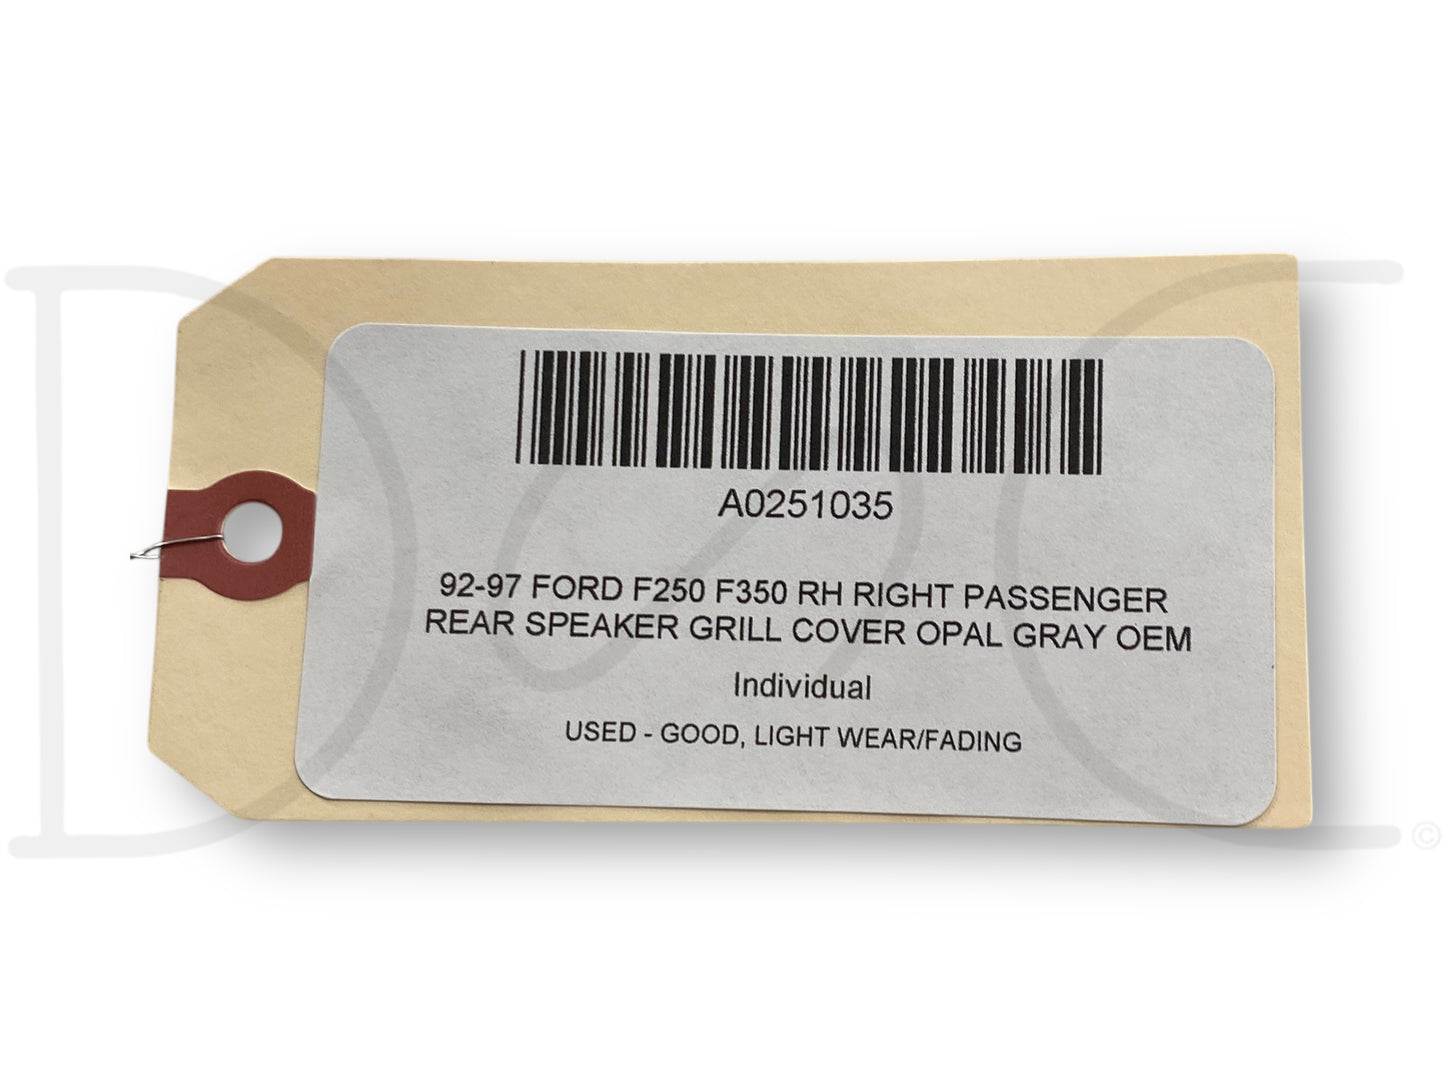 A0251035
92-97 FORD F250 F350 RH RIGHT PASSENGER
REAR SPEAKER GRILL COVER OPAL GRAY OEM
Individual
USED - GOOD, LIGHT WEAR/FADING
©